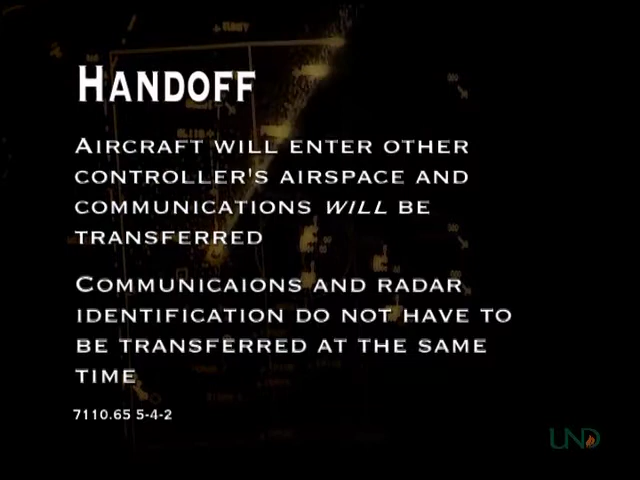 HANDOFF
AIRCRAFT WILL ENTER OTHER
CONTROLLER'S AIRSPACE AND
COMMUNICATIONS WILL BE
TRANSFERRED
COMMUNICAIONS AND RADAR
IDENTIFICATION DO NOT HAVE TO
BE TRANSFERRED AT THE SAME
TIME
7110.65 5-4-2
UND